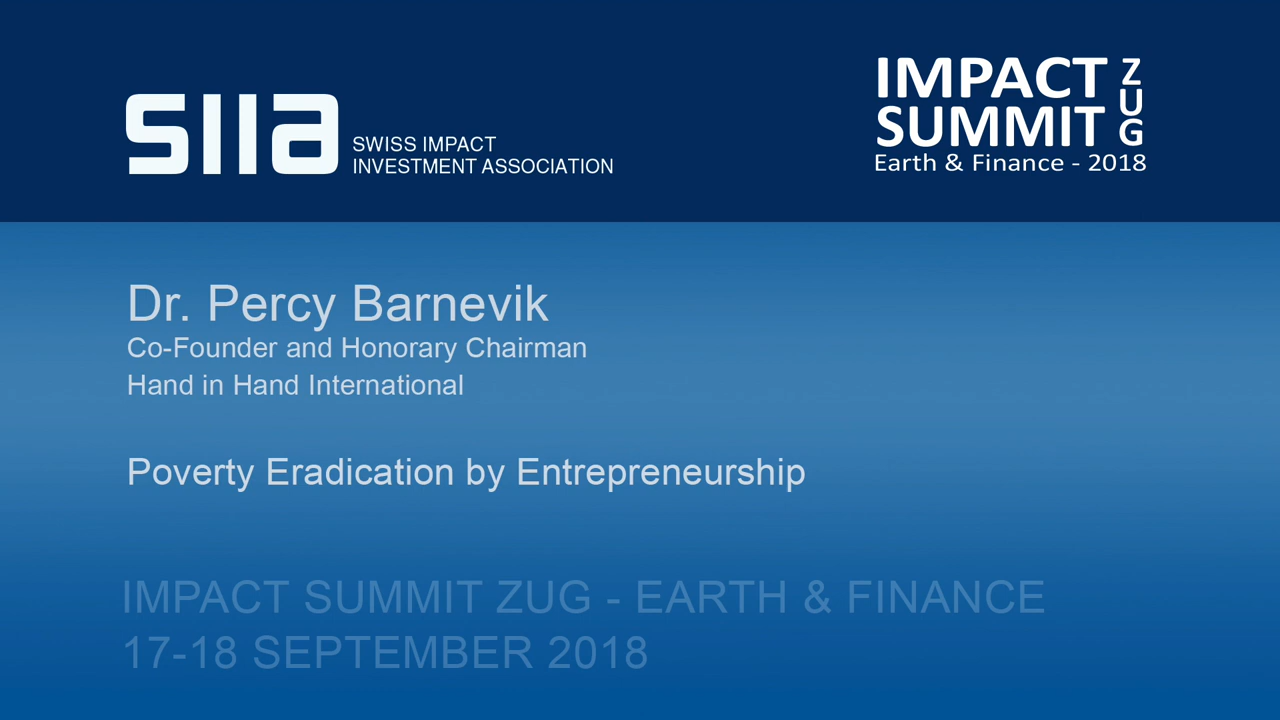 SIIA
SWISS IMPACT
INVESTMENT ASSOCIATION
IMPACT
SUMMIT
ZUG
Earth & Finance - 2018
Dr. Percy Barnevik
Co-Founder and Honorary Chairman
Hand in Hand International
Poverty Eradication by Entrepreneurship
IMPACT SUMMIT ZUG - EARTH & FINANCE
17-18 SEPTEMBER 2018